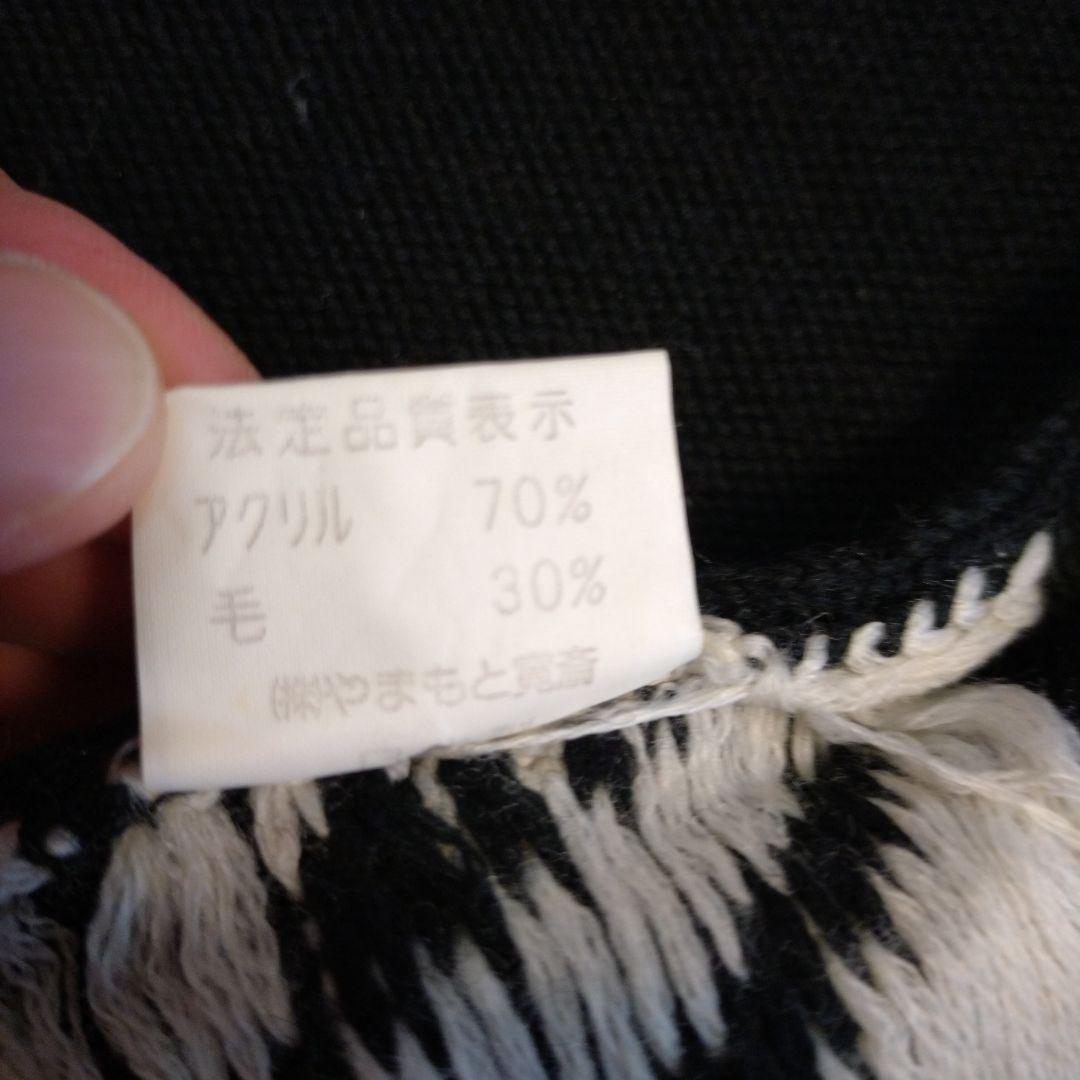 法定品質表示
アクリル 70%
毛 30%
㈱やまもと寛斎